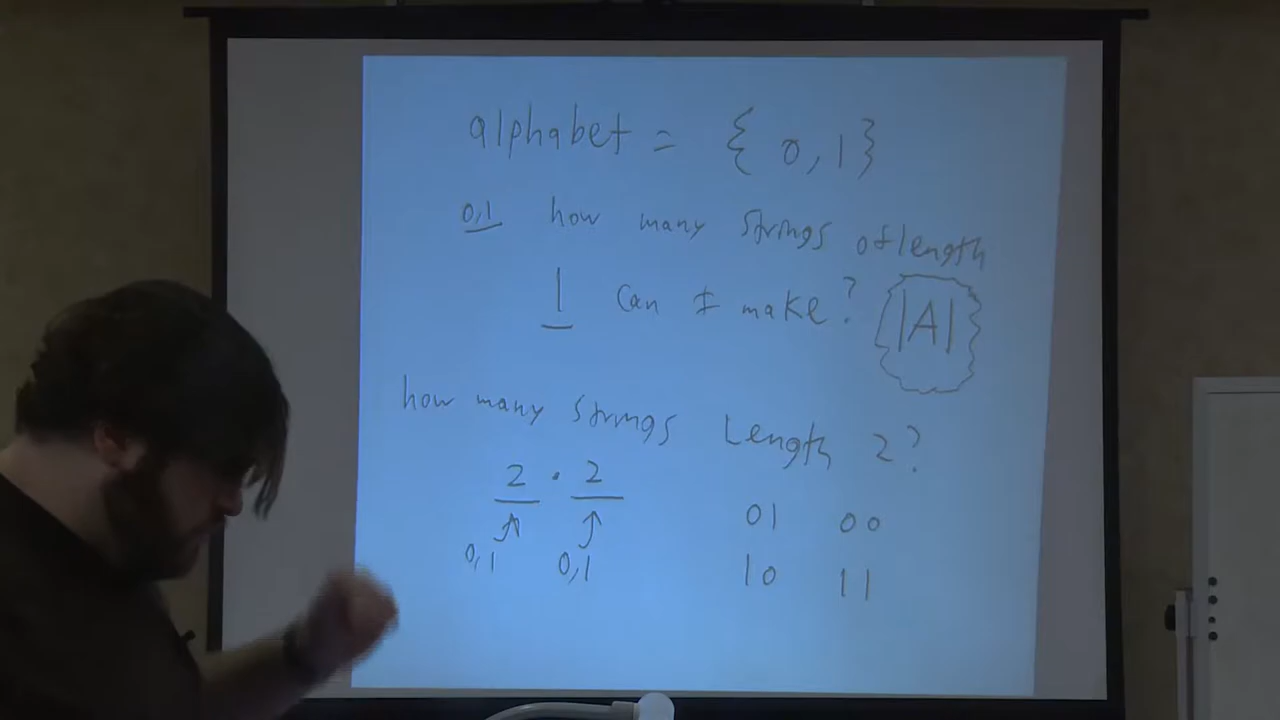 alphabet = { 0, 1 }
0,1 how many strings of length
1 can I make? |A|
how many strings Length 2?
2 · 2
01 00
0,1 0,1
10 11